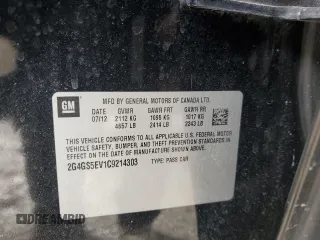 GM
MFD BY GENERAL MOTORS OF CANADA LTD.
DATE GVWR GAWR FRT GAWR RR
07/12 2112 KG 1095 KG 1017 KG
4657 LB 2414 LB 2243 LB
THIS VEHICLE CONFORMS TO ALL APPLICABLE U.S. FEDERAL MOTOR
VEHICLE SAFETY, BUMPER, AND THEFT PREVENTION STANDARDS
IN EFFECT ON THE DATE OF MANUFACTURE SHOWN ABOVE.
2G4GS5EV1C9214303 TYPE: PASS CAR
DREAMBID